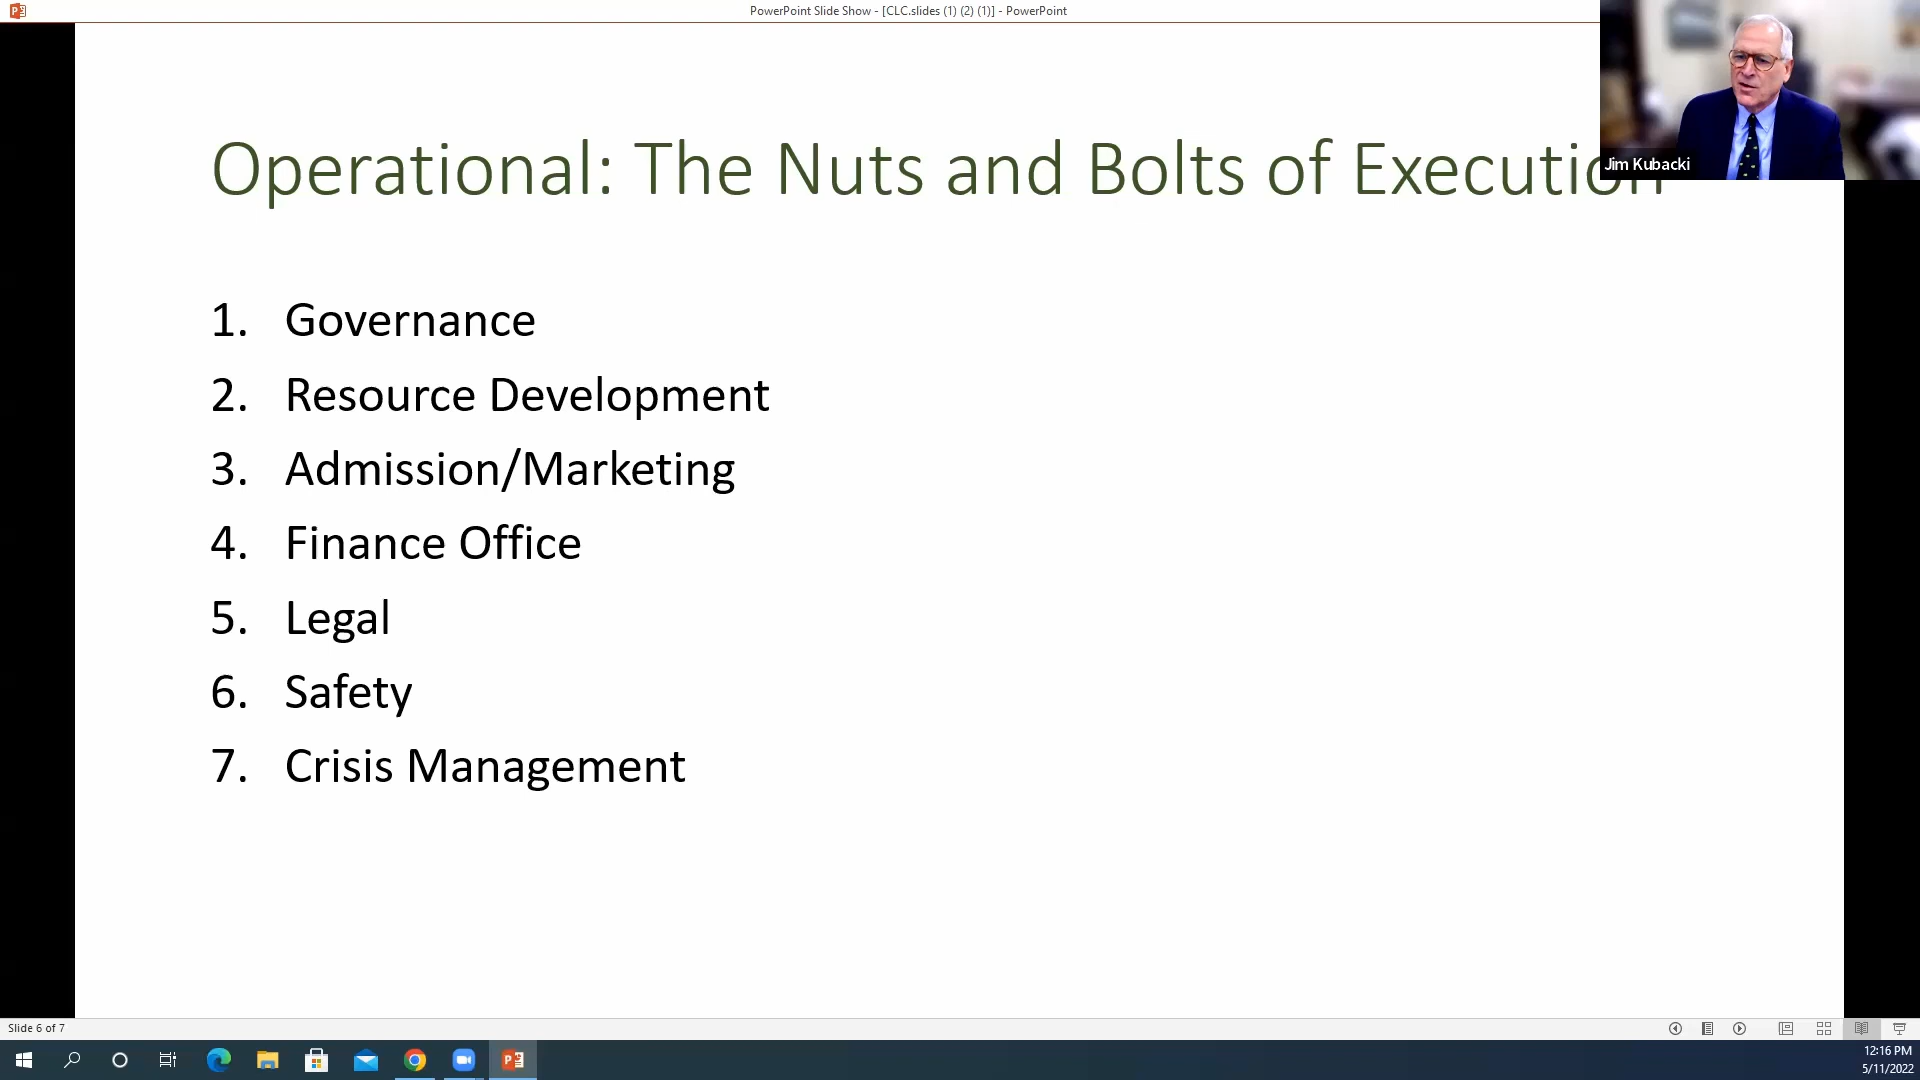 PowerPoint Slide Show - [CLC.slides (1) (2) (1)] - PowerPoint
Jim Kubacki
Operational: The Nuts and Bolts of Execution
1. Governance
2. Resource Development
3. Admission/Marketing
4. Finance Office
5. Legal
6. Safety
7. Crisis Management
Slide 6 of 7
12:16 PM
5/11/2022